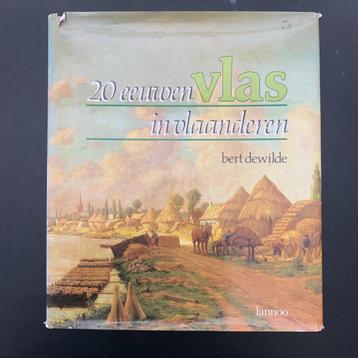 20 eeuwen vlas
in vlaanderen
bert dewilde
lannoo